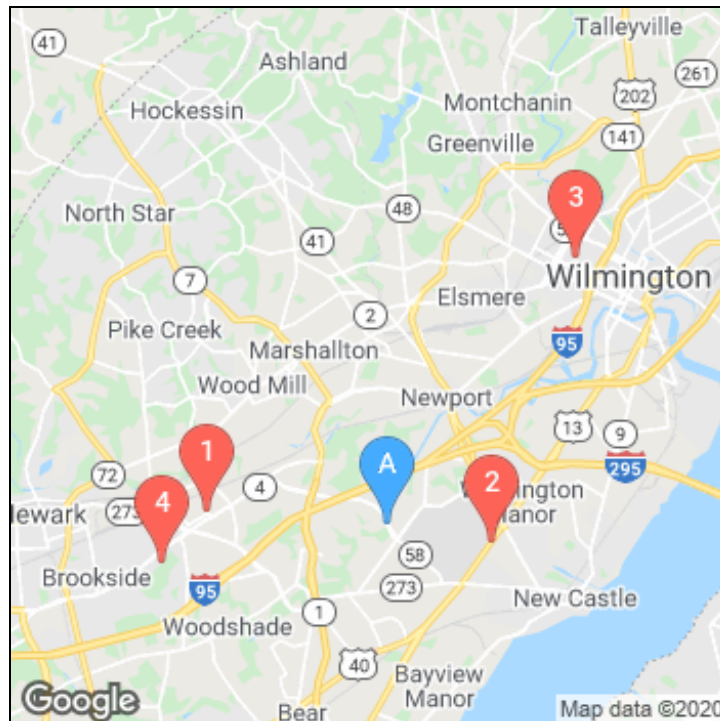 Talleyville
41
Ashland
261
202
Hockessin
Montchanin
141
Greenville
3
North Star
48
41
Wilmington
7
Elsmere
2
Pike Creek
95
Marshallton
Wood Mill
Newport
13
9
1
A
295
72
4
2
Manor
273
4
58
Brookside
95
273
New Castle
1
Woodshade
40
Bayview
Manor
Bear
Google
Map data ©2020